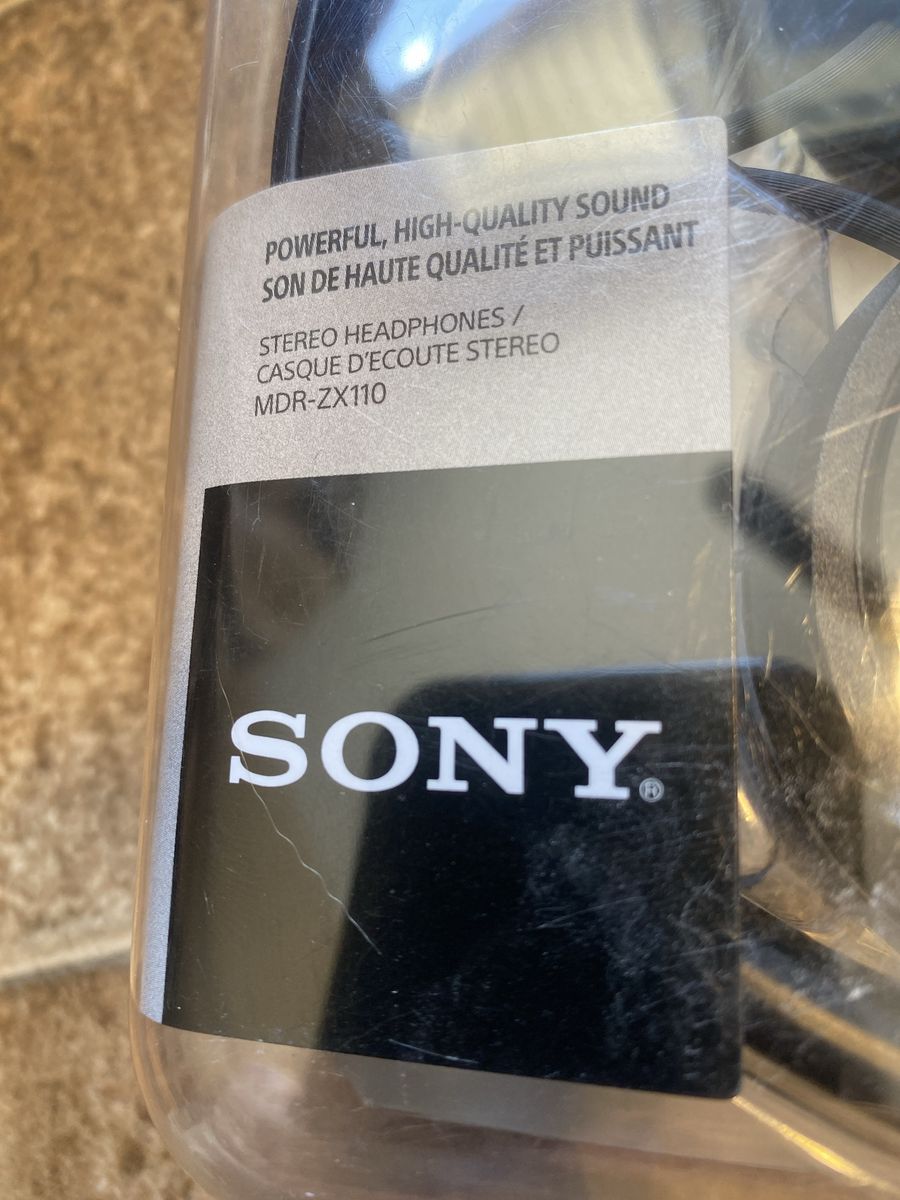 POWERFUL, HIGH-QUALITY SOUND
SON DE HAUTE QUALITÉ ET PUISSANT
STEREO HEADPHONES /
CASQUE D'ECOUTE STEREO
MDR-ZX110
SONY®